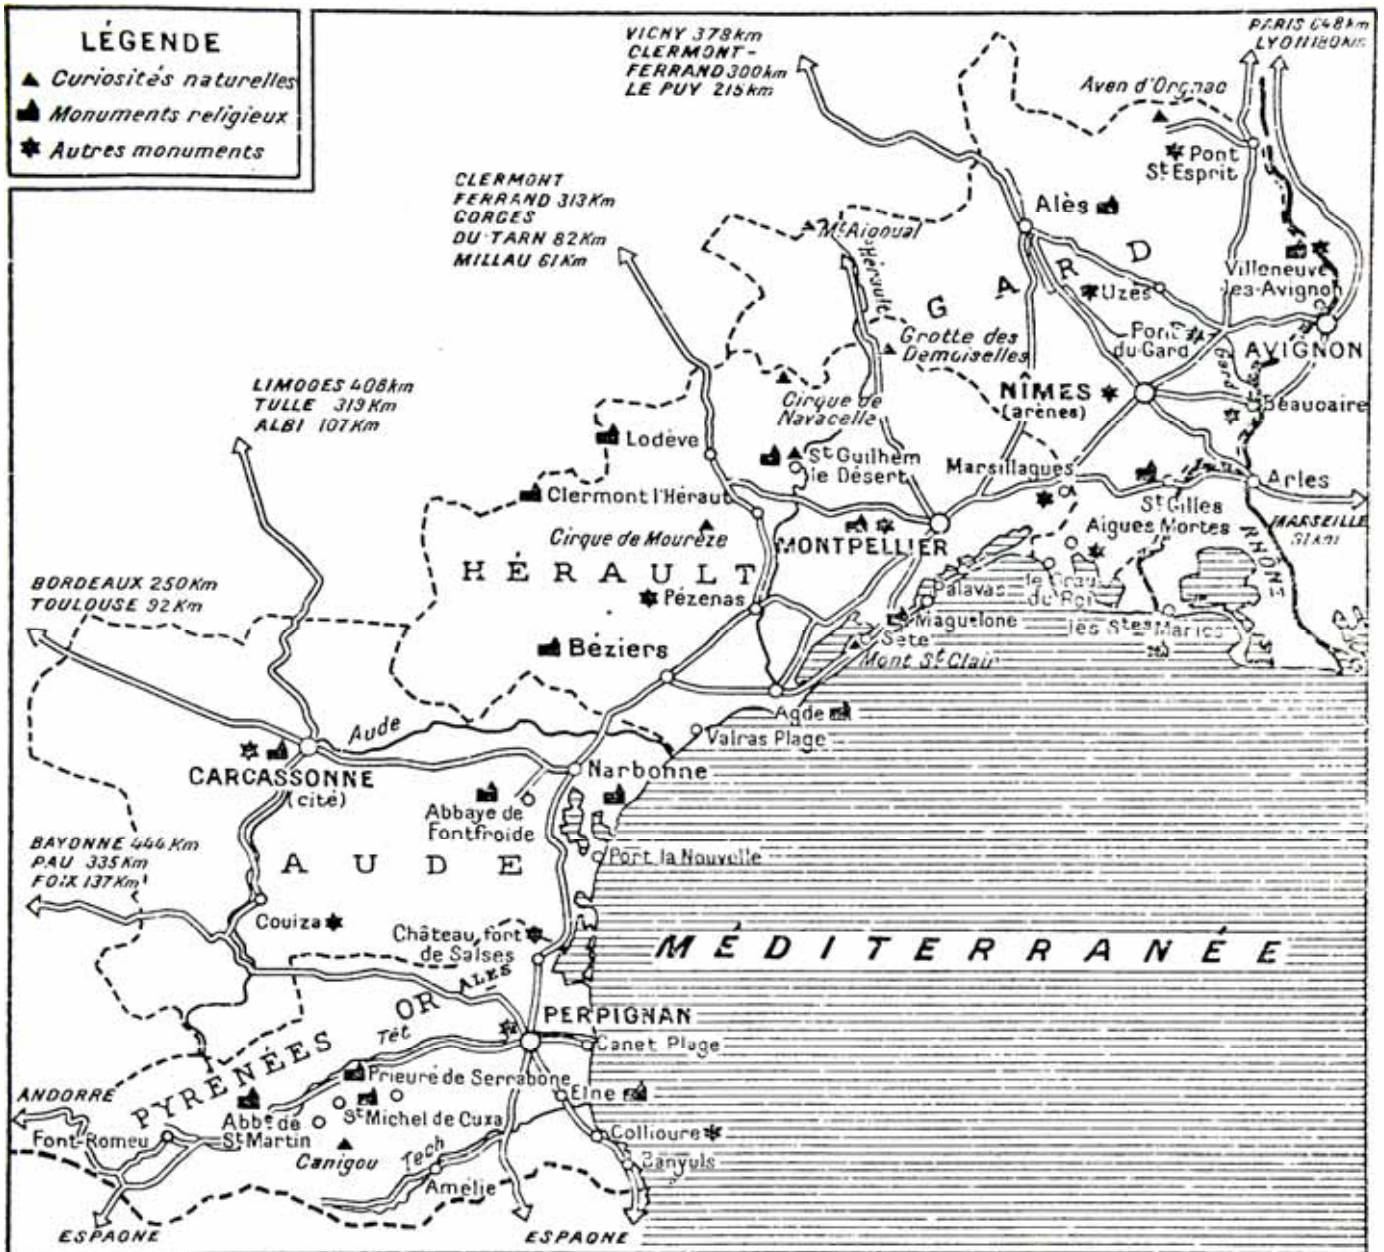 LÉGENDE
Curiosités naturelles
Monuments religieux
Autres monuments
VICHY 378km
CLERMONT-
FERRAND 300km
LE PUY 215km
PARIS 648km
LYON 180km
Aven d'Orgnac
Pont
St Esprit
CLERMONT
FERRAND 313Km
GORGES
DU TARN 82Km
MILLAU 61Km
Alès
Mt Aigoual
Hérault
GARD
Villeneuve
les-Avignon
Uzès
Grotte des
Demoiselles
Pont
du-Gard
Gard
AVIGNON
LIMOGES 408km
TULLE 319Km
ALBI 107Km
Cirque de
Navacelle
NÎMES
(arènes)
Beaucaire
Lodève
St Guilhem
le Désert
Marsillagues
Arles
Clermont l'Héraut
St Gilles
Aigues Mortes
MARSEILLE
Cirque de Mourèze
MONTPELLIER
RHÔNE
HÉRAULT
BORDEAUX 250Km
TOULOUSE 92Km
Pézenas
Palavas
le Grau
du Roi
Maguelone
les Stes Maries
Béziers
Sète
Mont St Clair
Agde
Valras Plage
Aude
CARCASSONNE
(cité)
Narbonne
Abbaye de
Fontfroide
BAYONNE 444Km
PAU 335Km
FOIX 137Km
AUDE
Port la Nouvelle
Couiza
Château fort
de Salses
MÉDITERRANÉE
PYRENÉES ORALES
PERPIGNAN
Têt
Canet Plage
Prieuré de Serrabone
Elne
ANDORRE
Abbe de
St Martin
St Michel de Cuxa
Font-Romeu
Canigou
Tech
Collioure
Banyuls
Amélie
ESPAGNE
ESPAGNE